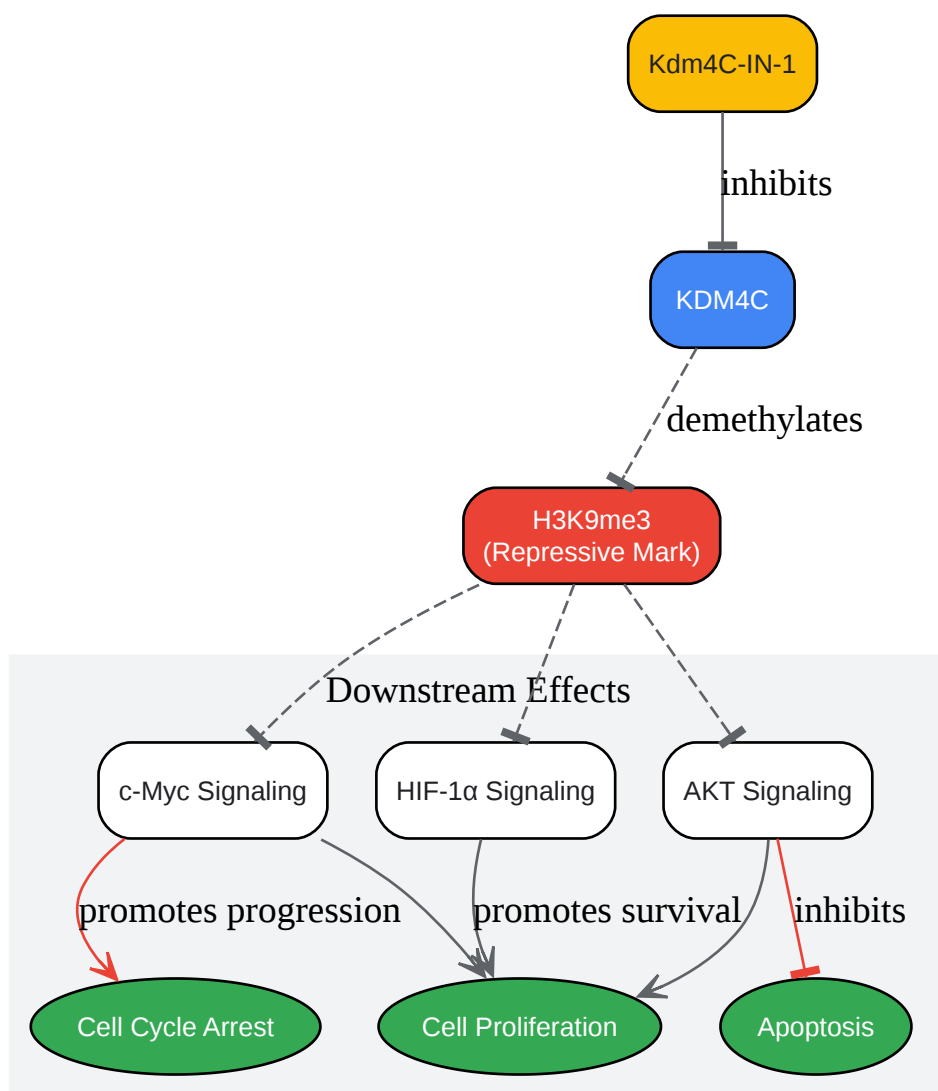 Kdm4C-IN-1
inhibits
KDM4C
demethylates
H3K9me3
(Repressive Mark)
Downstream Effects
c-Myc Signaling
HIF-1α Signaling
AKT Signaling
promotes progression
promotes survival
inhibits
Cell Cycle Arrest
Cell Proliferation
Apoptosis